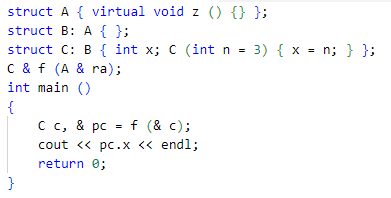 struct A { virtual void z () {} };
struct B: A { };
struct C: B { int x; C (int n = 3) { x = n; } };
C & f (A & ra);
int main ()
{
    C c, & pc = f (& c);
    cout << pc.x << endl;
    return 0;
}